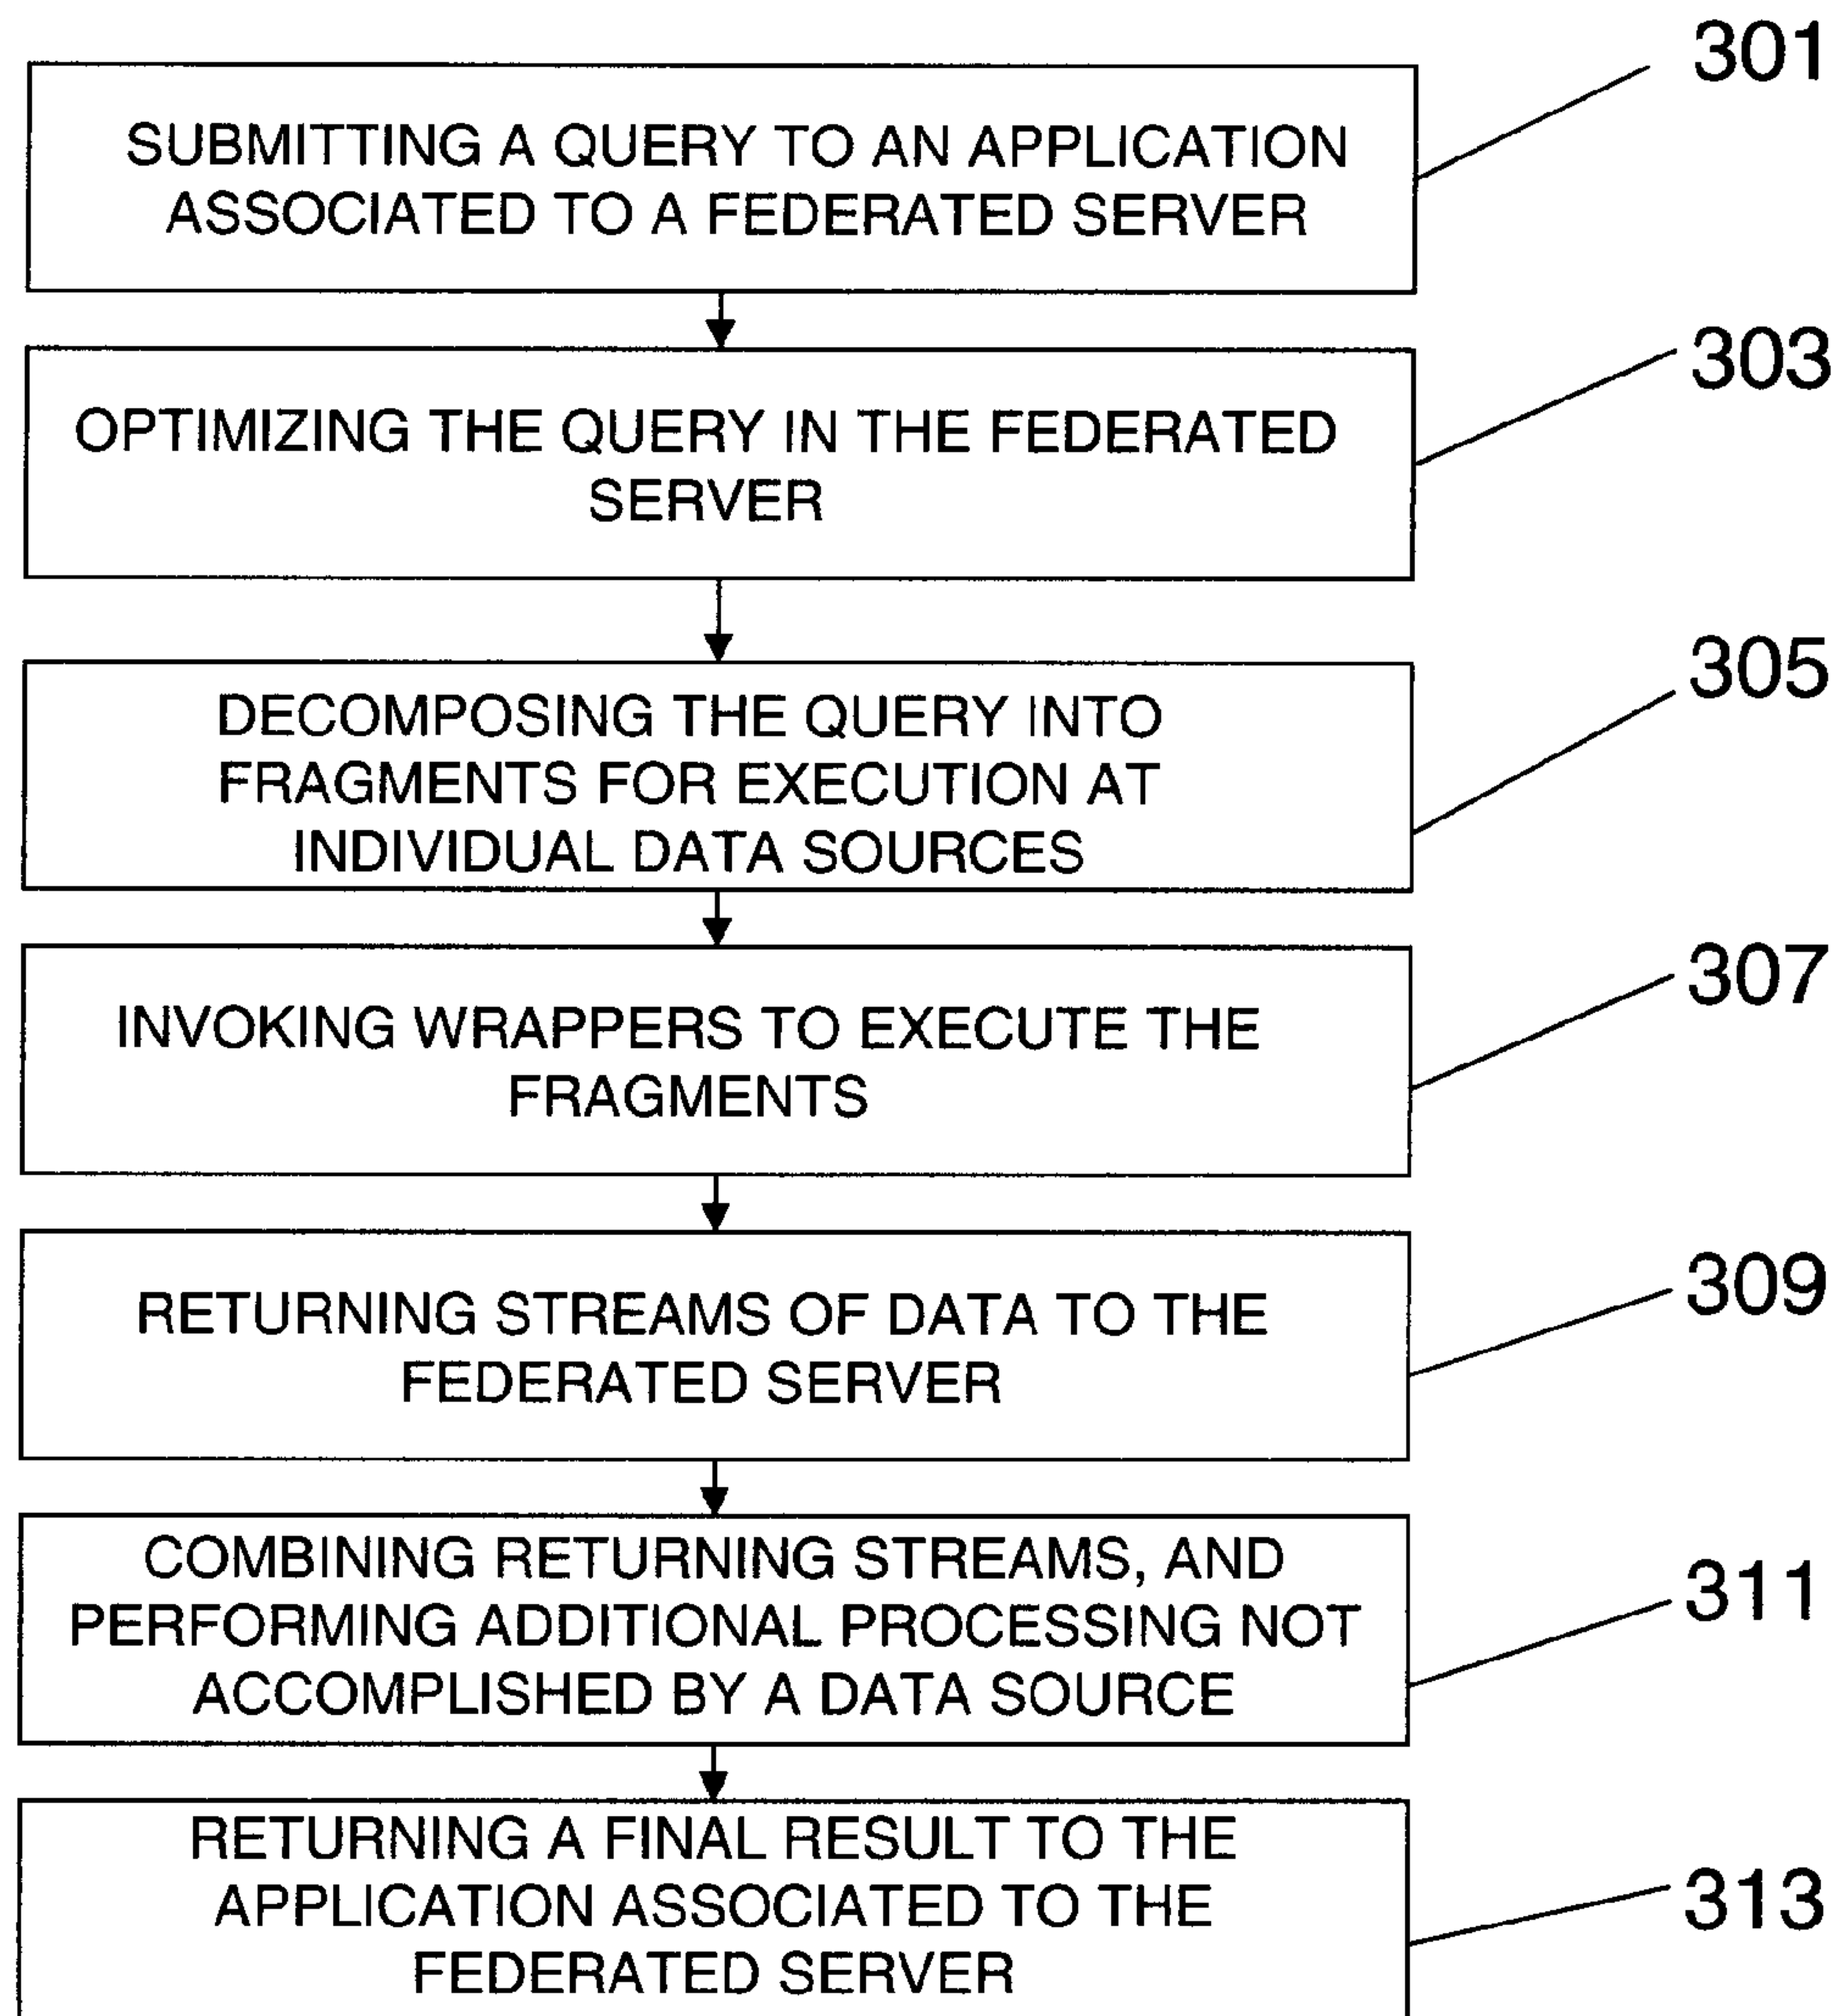 301
SUBMITTING A QUERY TO AN APPLICATION
ASSOCIATED TO A FEDERATED SERVER
303
OPTIMIZING THE QUERY IN THE FEDERATED
SERVER
305
DECOMPOSING THE QUERY INTO
FRAGMENTS FOR EXECUTION AT
INDIVIDUAL DATA SOURCES
307
INVOKING WRAPPERS TO EXECUTE THE
FRAGMENTS
309
RETURNING STREAMS OF DATA TO THE
FEDERATED SERVER
311
COMBINING RETURNING STREAMS, AND
PERFORMING ADDITIONAL PROCESSING NOT
ACCOMPLISHED BY A DATA SOURCE
313
RETURNING A FINAL RESULT TO THE
APPLICATION ASSOCIATED TO THE
FEDERATED SERVER